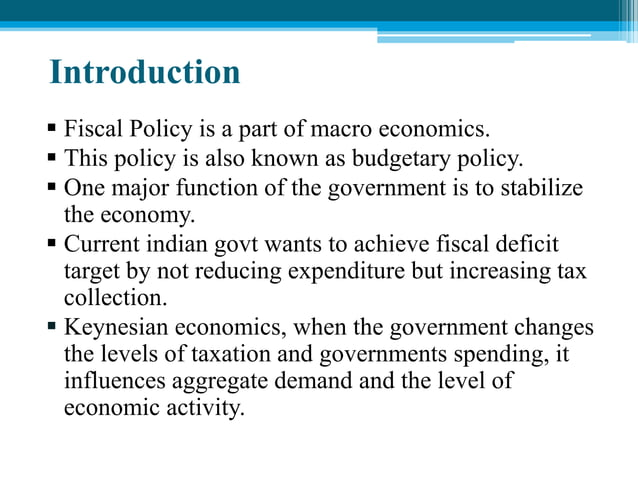 Introduction
▪ Fiscal Policy is a part of macro economics.
▪ This policy is also known as budgetary policy.
▪ One major function of the government is to stabilize
the economy.
▪ Current indian govt wants to achieve fiscal deficit
target by not reducing expenditure but increasing tax
collection.
▪ Keynesian economics, when the government changes
the levels of taxation and governments spending, it
influences aggregate demand and the level of
economic activity.